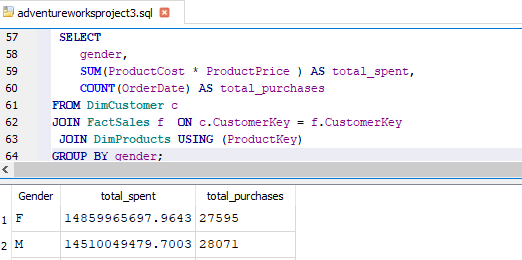 adventureworksproject3.sql
57 SELECT
58 gender,
59 SUM(ProductCost * ProductPrice ) AS total_spent,
60 COUNT(OrderDate) AS total_purchases
61 FROM DimCustomer c
62 JOIN FactSales f ON c.CustomerKey = f.CustomerKey
63 JOIN DimProducts USING (ProductKey)
64 GROUP BY gender;
Gender total_spent total_purchases
1 F 14859965697.9643 27595
2 M 14510049479.7003 28071